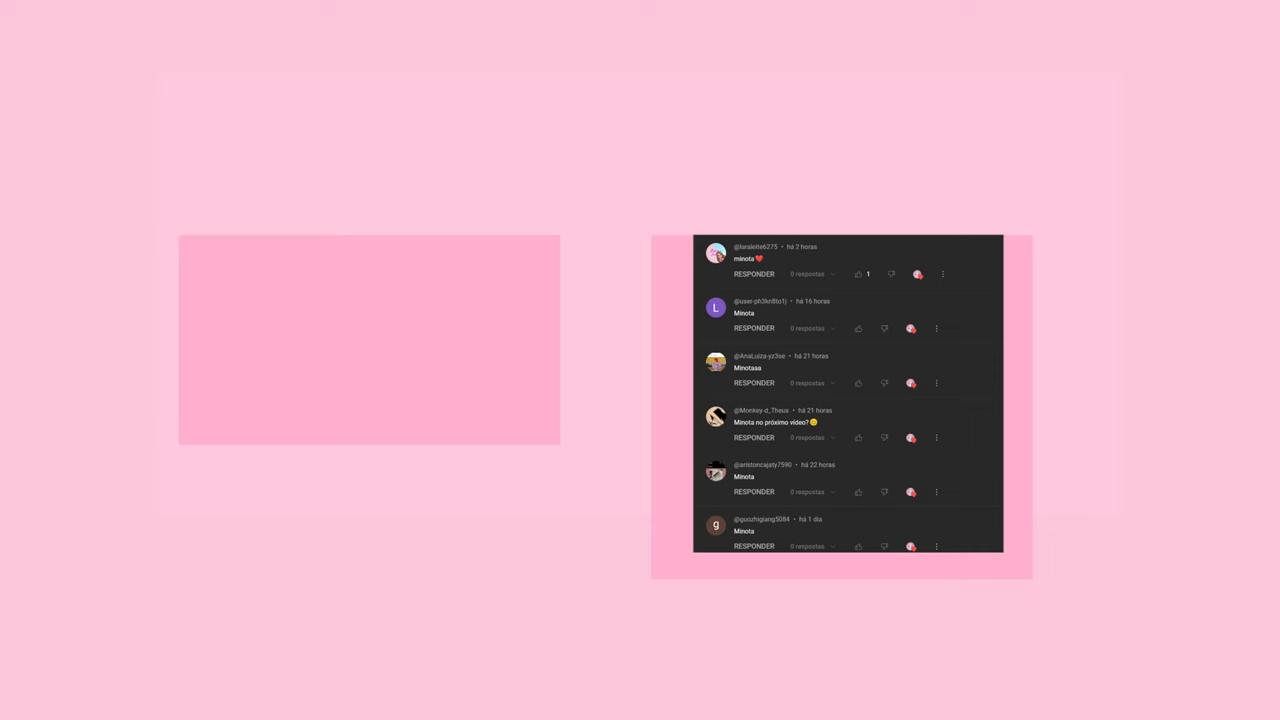 @laraleite6275 • há 2 horas
minota❤️
RESPONDER 0 respostas 1
L
@user-ph3kn8to1j • há 16 horas
Minota
RESPONDER 0 respostas
@AnaLuiza-yz3se • há 21 horas
Minotaaa
RESPONDER 0 respostas
@Monkey-d_Theus • há 21 horas
Minota no próximo vídeo?😊
RESPONDER 0 respostas
@aristoncajaty7590 • há 22 horas
Minota
RESPONDER 0 respostas
g
@guozhigiang5084 • há 1 dia
Minota
RESPONDER 0 respostas